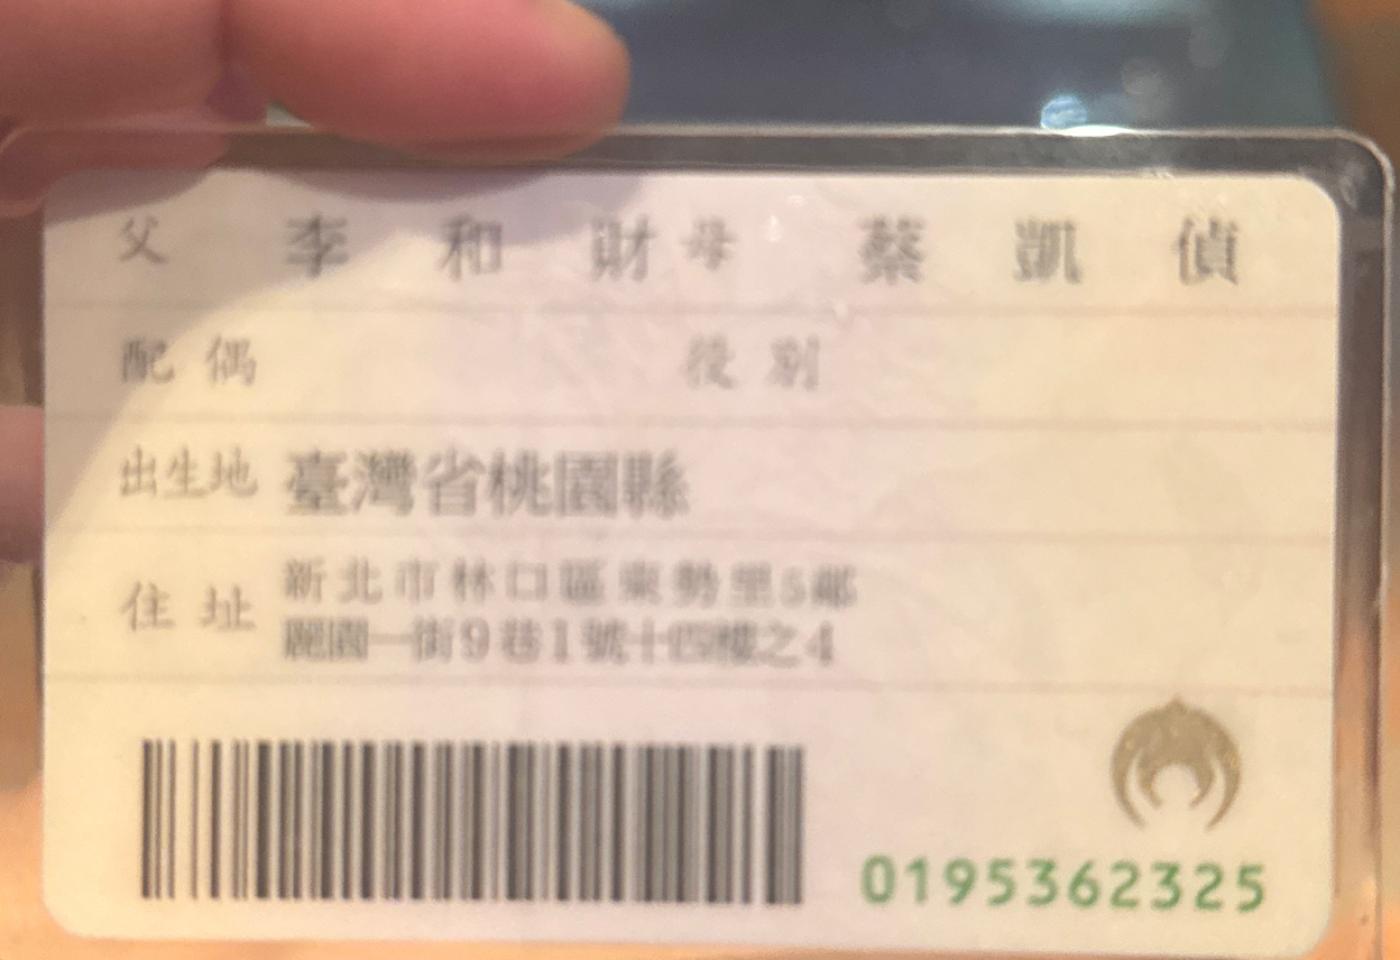 父 李和財 母 蔡凱偵
配偶 役別
出生地 臺灣省桃園縣
住址 新北市林口區東勢里5鄰
麗園一街9巷1號十四樓之4
0195362325